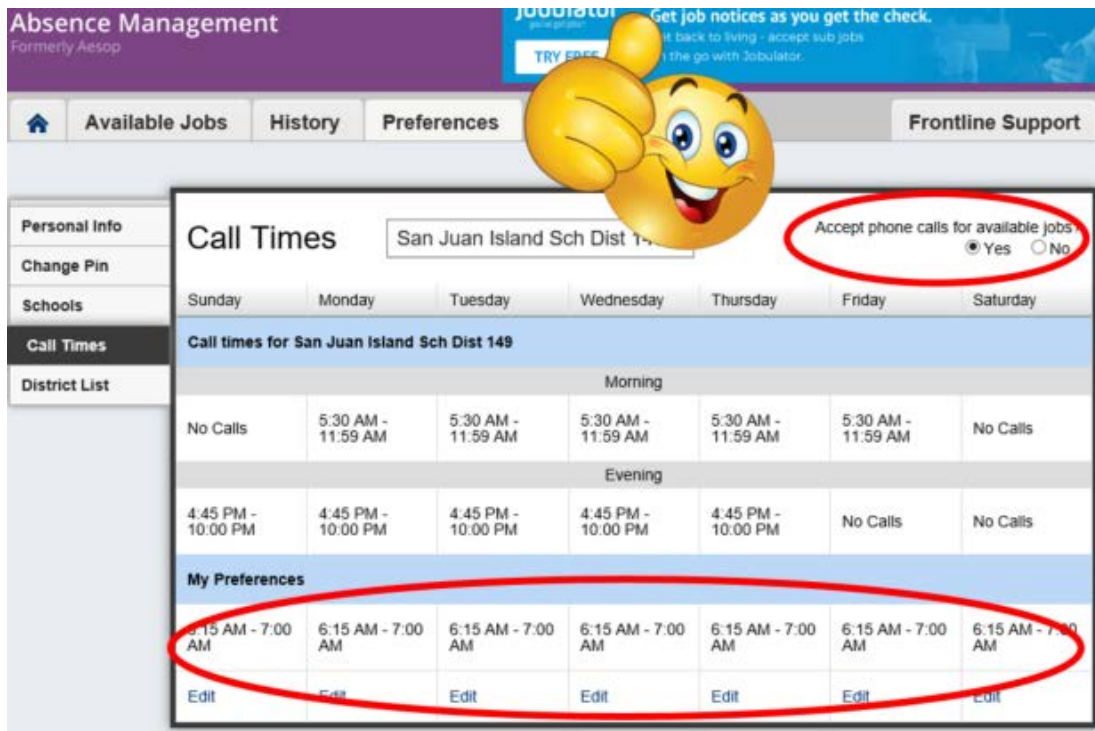 Absence Management
Formerly Aesop
Jobulator
Get job notices as you get the check.
back to living - accept sub jobs
the go with Jobulator.
TRY FREE
Available Jobs
History
Preferences
Frontline Support
Personal Info
Change Pin
Schools
Call Times
District List
Call Times
San Juan Island Sch Dist
Accept phone calls for available jobs?
Yes No
Sunday Monday Tuesday Wednesday Thursday Friday Saturday
Call times for San Juan Island Sch Dist 149
Morning
No Calls 5:30 AM - 5:30 AM - 5:30 AM - 5:30 AM - 5:30 AM - No Calls
11:59 AM 11:59 AM 11:59 AM 11:59 AM 11:59 AM
Evening
4:45 PM - 4:45 PM - 4:45 PM - 4:45 PM - 4:45 PM - No Calls No Calls
10:00 PM 10:00 PM 10:00 PM 10:00 PM 10:00 PM
My Preferences
6:15 AM - 7:00 6:15 AM - 7:00 6:15 AM - 7:00 6:15 AM - 7:00 6:15 AM - 7:00 6:15 AM - 7:00 6:15 AM - 7:00
AM AM AM AM AM AM AM
Edit Edit Edit Edit Edit Edit Edit